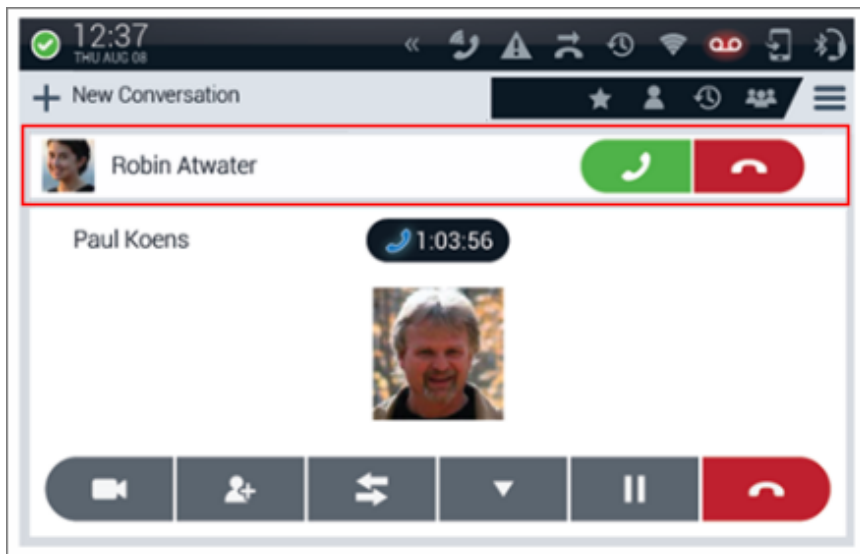 12:37
THU AUG 08
New Conversation
Robin Atwater
Paul Koens
1:03:56